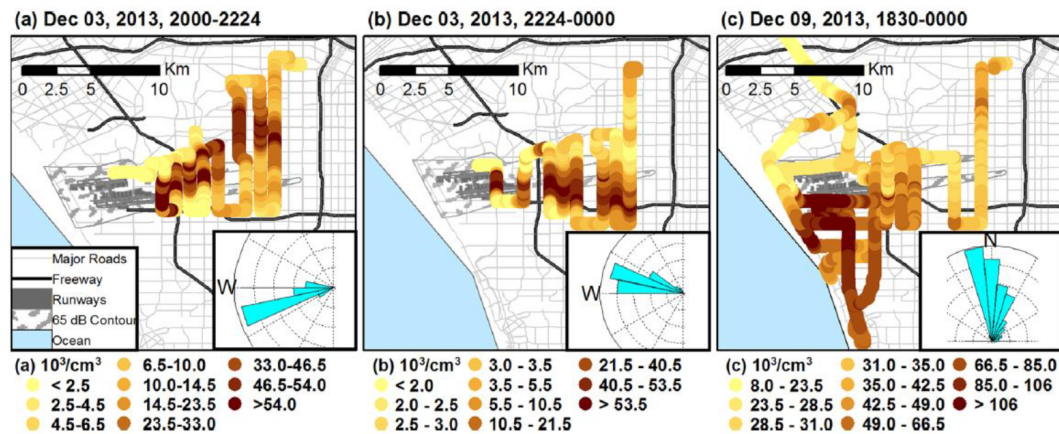 (a) Dec 03, 2013, 2000-2224
(b) Dec 03, 2013, 2224-0000
(c) Dec 09, 2013, 1830-0000
Km
0 2.5 5 10
Km
0 2.5 5 10
Km
0 2.5 5 10
Major Roads
Freeway
Runways
65 dB Contour
Ocean
W
W
N
(a) 10³/cm³
< 2.5
2.5-4.5
4.5-6.5
6.5-10.0
10.0-14.5
14.5-23.5
23.5-33.0
33.0-46.5
46.5-54.0
>54.0
(b) 10³/cm³
< 2.0
2.0 - 2.5
2.5 - 3.0
3.0 - 3.5
3.5 - 5.5
5.5 - 10.5
10.5 - 21.5
21.5 - 40.5
40.5 - 53.5
> 53.5
(c) 10³/cm³
8.0 - 23.5
23.5 - 28.5
28.5 - 31.0
31.0 - 35.0
35.0 - 42.5
42.5 - 49.0
49.0 - 66.5
66.5 - 85.0
85.0 - 106
> 106